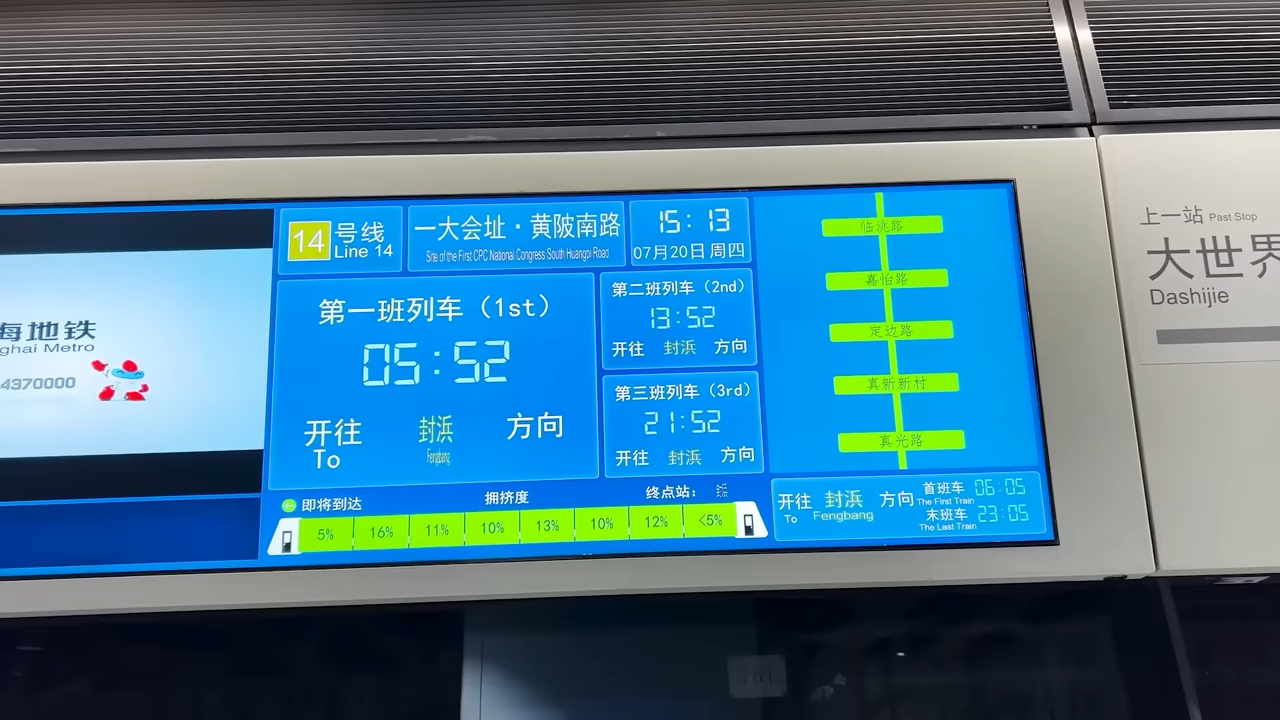 海地铁
ghai Metro
4370000
14
号线
Line 14
一大会址·黄陂南路
Site of the First CPC National Congress South Huangpi Road
15:13
07月20日 周四
第一班列车（1st）
05:52
开往 封浜 方向
To Fengbang
第二班列车（2nd）
13:52
开往 封浜 方向
第三班列车（3rd）
21:52
开往 封浜 方向
即将到达 拥挤度 终点站： 封浜
5% 16% 11% 10% 13% 10% 12% <5%
临洮路
嘉怡路
定边路
真新新村
真光路
开往 封浜 方向
To Fengbang
首班车 06:05
The First Train
末班车 23:05
The Last Train
上一站 Past Stop
大世界
Dashijie